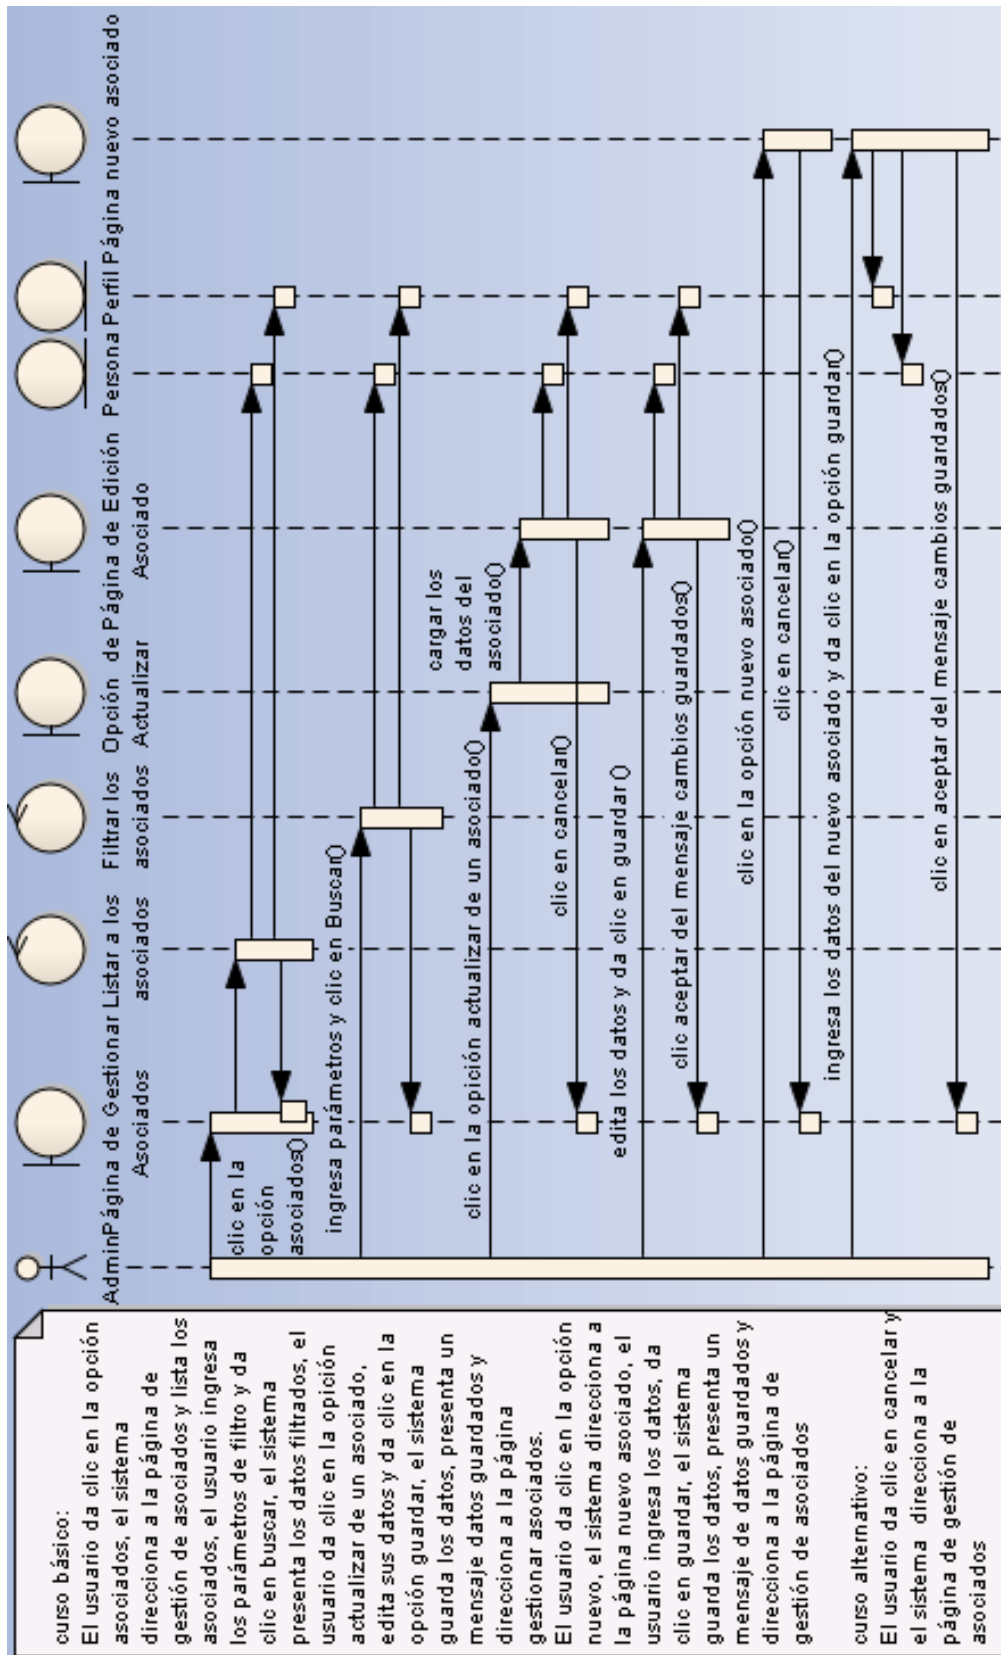 curso básico:
El usuario da clic en la opción
asociados, el sistema
direcciona a la página de
gestión de asociados y lista los
asociados, el usuario ingresa
los parámetros de filtro y da
clic en buscar, el sistema
presenta los datos filtrados, el
usuario da clic en la opición
actualizar de un asociado,
edita sus datos y da clic en la
opción guardar, el sistema
guarda los datos, presenta un
mensaje datos guardados y
direcciona a la página
gestionar asociados.
El usuario da clic en la opción
nuevo, el sistema direcciona a
la página nuevo asociado, el
usuario ingresa los datos, da
clic en guardar, el sistema
guarda los datos, presenta un
mensaje de datos guardados y
direcciona a la página de
gestión de asociados
curso alternativo:
El usuario da clic en cancelar y
el sistema direcciona a la
página de gestión de
asociados
Admin
Página de Gestionar
Asociados
Listar a los
asociados
Filtrar los
asociados
Opción de
Actualizar
Página de Edición
Asociado
Persona
Perfil
Página nuevo asociado
clic en la
opción
asociados()
ingresa parámetros y clic en Buscar()
clic en la opición actualizar de un asociado()
cargar los
datos del
asociado()
clic en cancelar()
edita los datos y da clic en guardar ()
clic aceptar del mensaje cambios guardados()
clic en la opción nuevo asociado()
clic en cancelar()
ingresa los datos del nuevo asociado y da clic en la opción guardar()
clic en aceptar del mensaje cambios guardados()